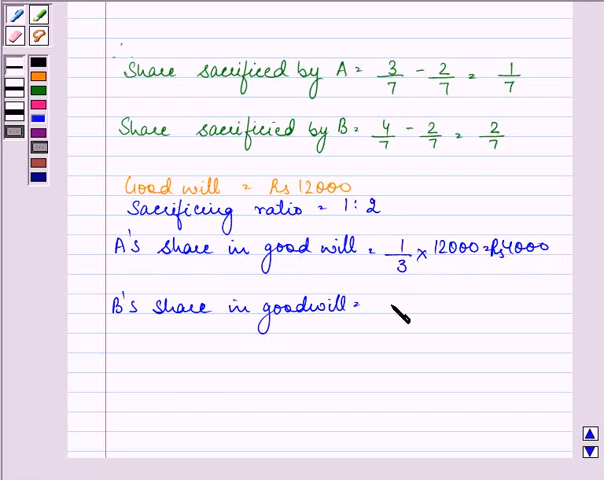 Share sacrificed by A = 3/7 - 2/7 = 1/7
Share sacrificied by B = 4/7 - 2/7 = 2/7
Good will = Rs 12000
Sacrificing ratio = 1 : 2
A's share in good will = 1/3 × 12000 = Rs 4000
B's share in goodwill =